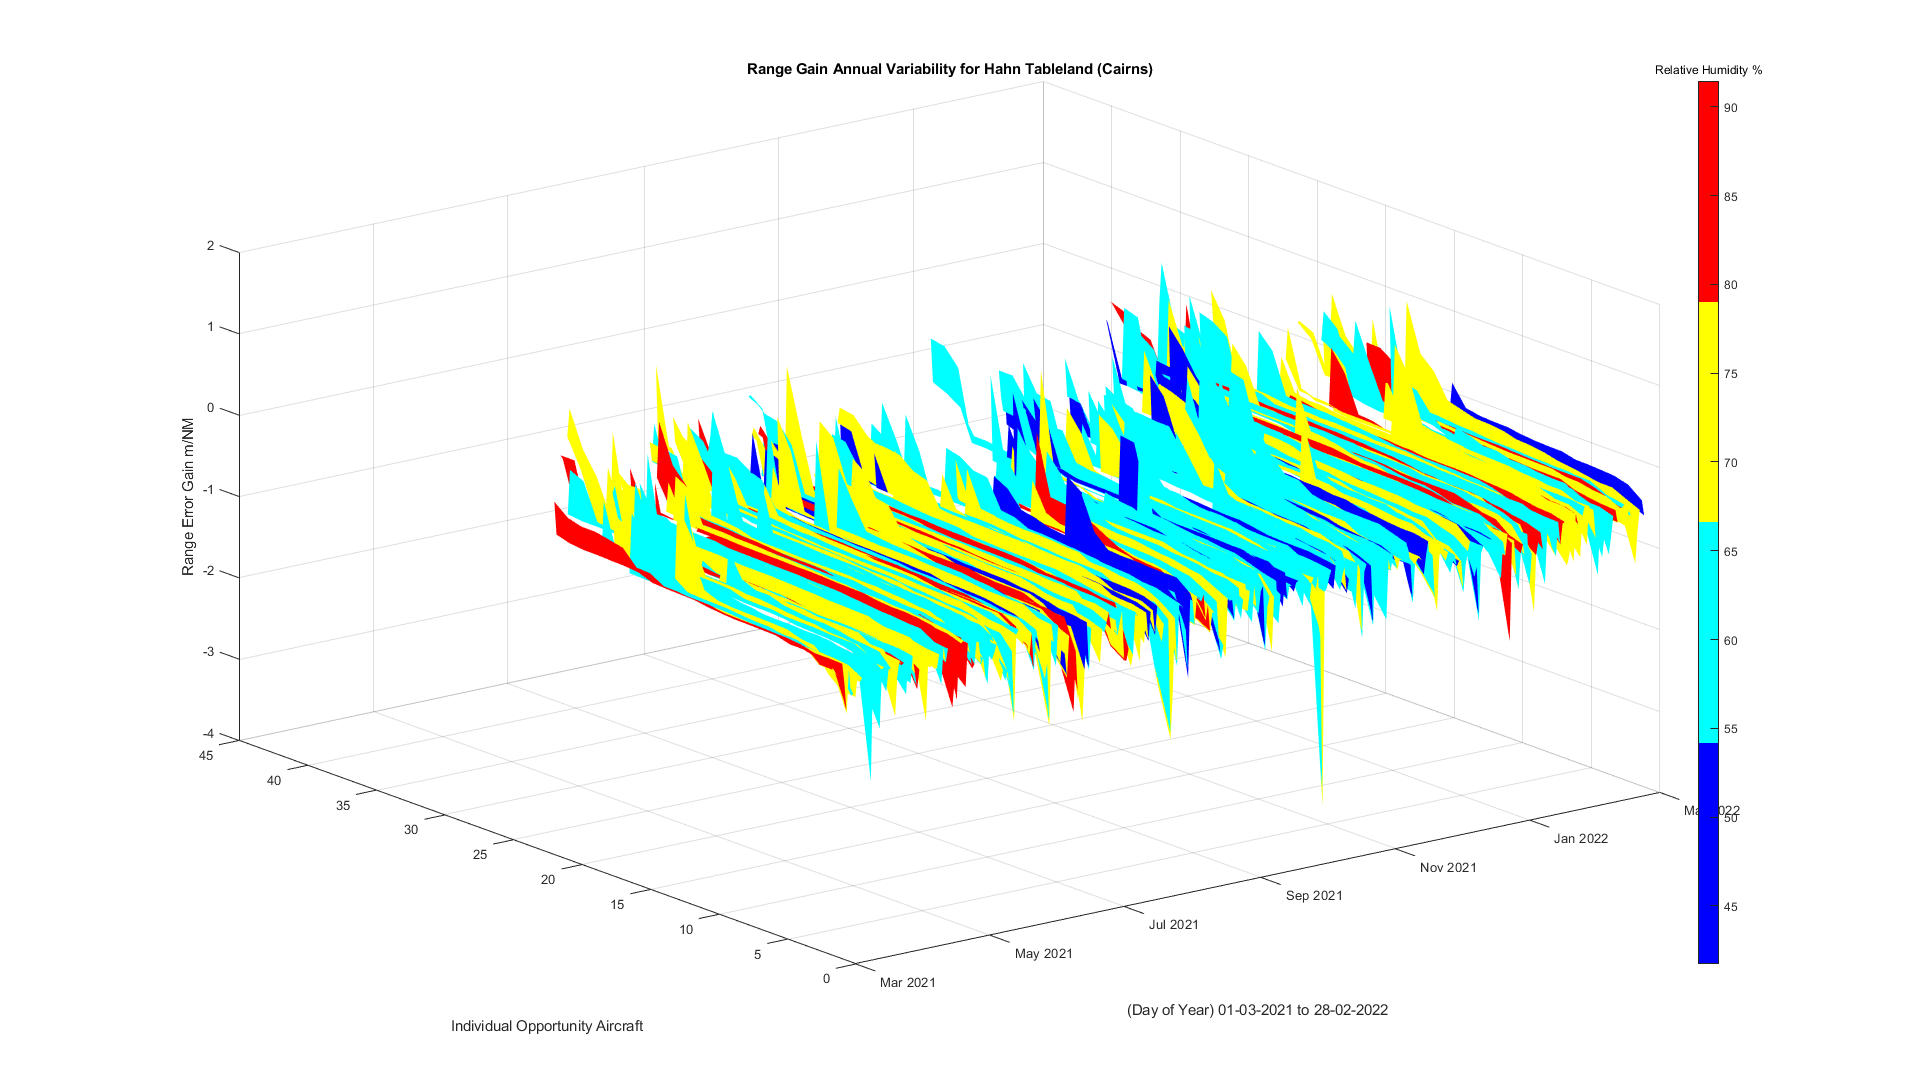 Range Gain Annual Variability for Hahn Tableland (Cairns)
Relative Humidity %
90
85
80
75
70
65
60
55
50
45
Range Error Gain m/NM
2
1
0
-1
-2
-3
-4
45
40
35
30
25
20
15
10
5
0
Individual Opportunity Aircraft
Mar 2021
May 2021
Jul 2021
Sep 2021
Nov 2021
Jan 2022
(Day of Year) 01-03-2021 to 28-02-2022